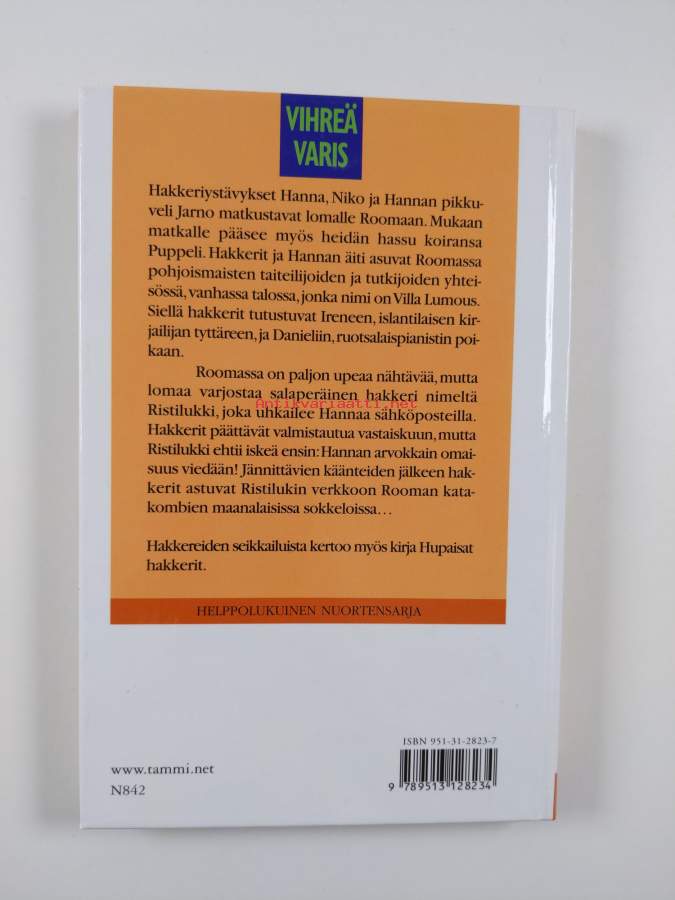 VIHREÄ
VARIS
Hakkeriystävykset Hanna, Niko ja Hannan pikku-
veli Jarno matkustavat lomalle Roomaan. Mukaan
matkalle pääsee myös heidän hassu koiransa
Puppeli. Hakkerit ja Hannan äiti asuvat Roomassa
pohjoismaisten taiteilijoiden ja tutkijoiden yhtei-
sössä, vanhassa talossa, jonka nimi on Villa Lumous.
Siellä hakkerit tutustuvat Ireneen, islantilaisen kir-
jailijan tyttäreen, ja Danieliin, ruotsalaispianistin poi-
kaan.
Roomassa on paljon upeaa nähtävää, mutta
lomaa varjostaa salaperäinen hakkeri nimeltä
Antikvariaatti.net
Ristilukki, joka uhkailee Hannaa sähköposteilla.
Hakkerit päättävät valmistautua vastaiskuun, mutta
Ristilukki ehtii iskeä ensin: Hannan arvokkain omai-
suus viedään! Jännittävien käänteiden jälkeen hak-
kerit astuvat Ristilukin verkkoon Rooman kata-
kombien maanalaisissa sokkeloissa…
Hakkereiden seikkailuista kertoo myös kirja Hupaisat
hakkerit.
HELPPOLUKUINEN NUORTENSARJA
ISBN 951-31-2823-7
www.tammi.net
N842
9 789513 128234